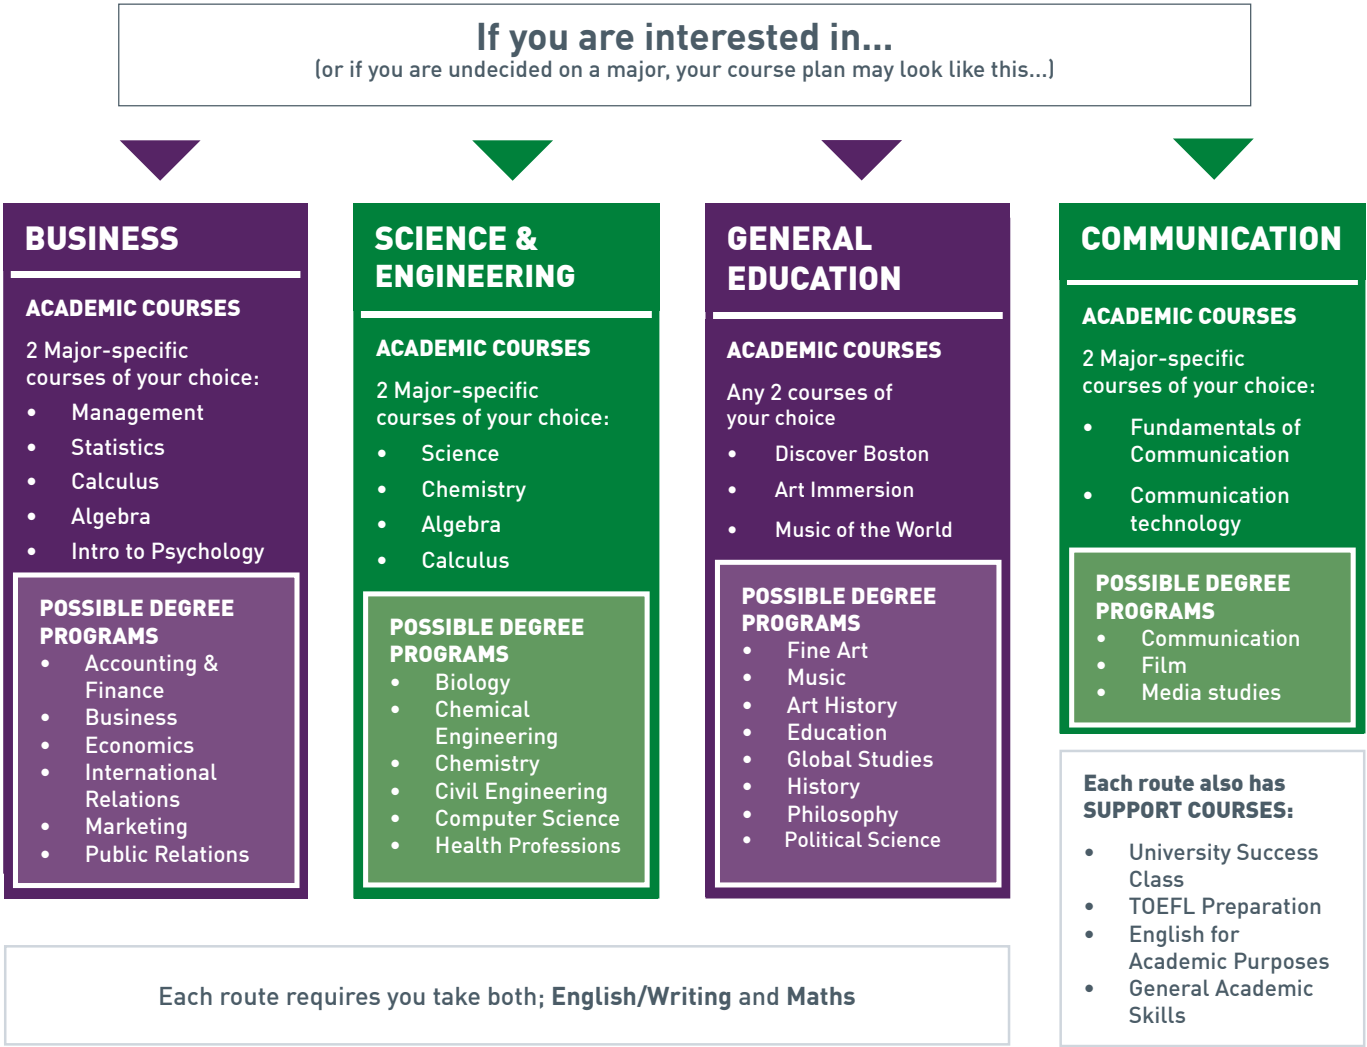 If you are interested in...
(or if you are undecided on a major, your course plan may look like this...)
BUSINESS
ACADEMIC COURSES
2 Major-specific
courses of your choice:
• Management
• Statistics
• Calculus
• Algebra
• Intro to Psychology
POSSIBLE DEGREE
PROGRAMS
• Accounting &
Finance
• Business
• Economics
• International
Relations
• Marketing
• Public Relations
SCIENCE &
ENGINEERING
ACADEMIC COURSES
2 Major-specific
courses of your choice:
• Science
• Chemistry
• Algebra
• Calculus
POSSIBLE DEGREE
PROGRAMS
• Biology
• Chemical
Engineering
• Chemistry
• Civil Engineering
• Computer Science
• Health Professions
GENERAL
EDUCATION
ACADEMIC COURSES
Any 2 courses of
your choice
• Discover Boston
• Art Immersion
• Music of the World
POSSIBLE DEGREE
PROGRAMS
• Fine Art
• Music
• Art History
• Education
• Global Studies
• History
• Philosophy
• Political Science
COMMUNICATION
ACADEMIC COURSES
2 Major-specific
courses of your choice:
• Fundamentals of
Communication
• Communication
technology
POSSIBLE DEGREE
PROGRAMS
• Communication
• Film
• Media studies
Each route also has
SUPPORT COURSES:
• University Success
Class
• TOEFL Preparation
• English for
Academic Purposes
• General Academic
Skills
Each route requires you take both; English/Writing and Maths